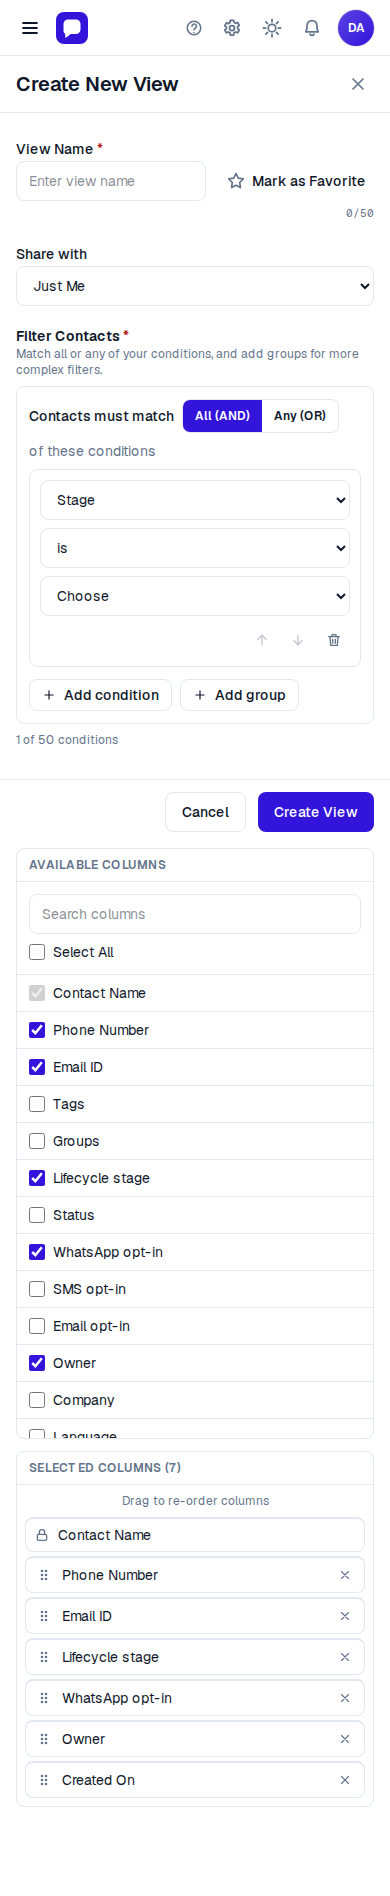 DA
Create New View
View Name *
Enter view name
Mark as Favorite
0/50
Share with
Just Me
Filter Contacts *
Match all or any of your conditions, and add groups for more
complex filters.
Contacts must match All (AND) Any (OR)
of these conditions
Stage
is
Choose
Add condition Add group
1 of 50 conditions
Cancel Create View
AVAILABLE COLUMNS
Search columns
Select All
Contact Name
Phone Number
Email ID
Tags
Groups
Lifecycle stage
Status
WhatsApp opt-in
SMS opt-in
Email opt-in
Owner
Company
Language
SELECTED COLUMNS (7)
Drag to re-order columns
Contact Name
Phone Number
Email ID
Lifecycle stage
WhatsApp opt-in
Owner
Created On